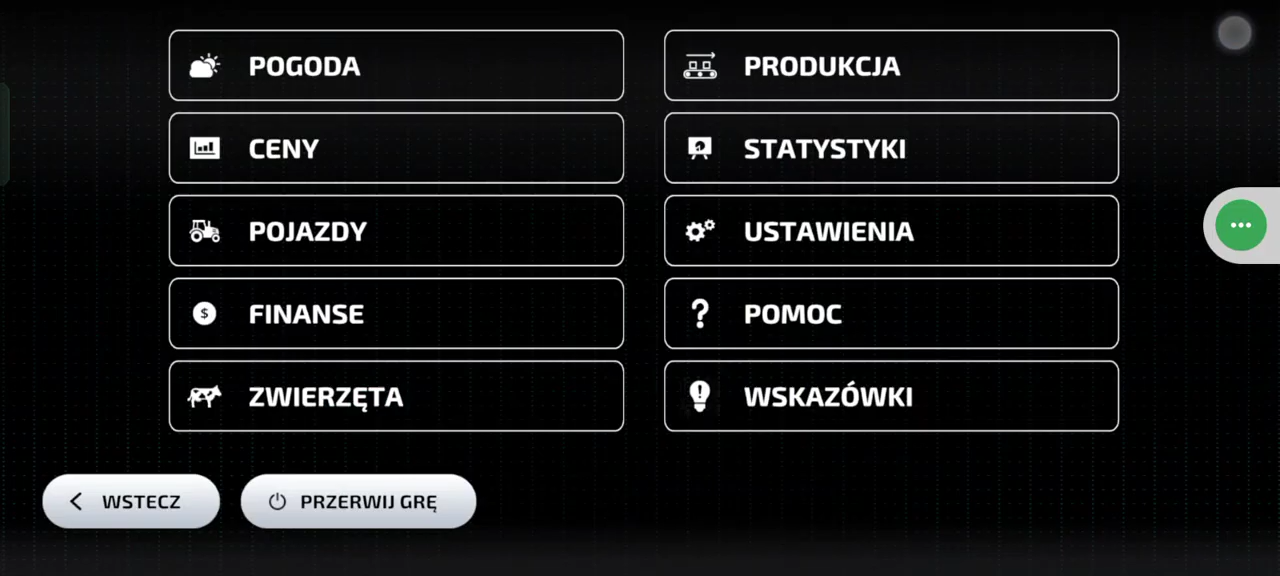 POGODA
PRODUKCJA
CENY
STATYSTYKI
POJAZDY
USTAWIENIA
FINANSE
POMOC
ZWIERZĘTA
WSKAZÓWKI
WSTECZ
PRZERWIJ GRĘ